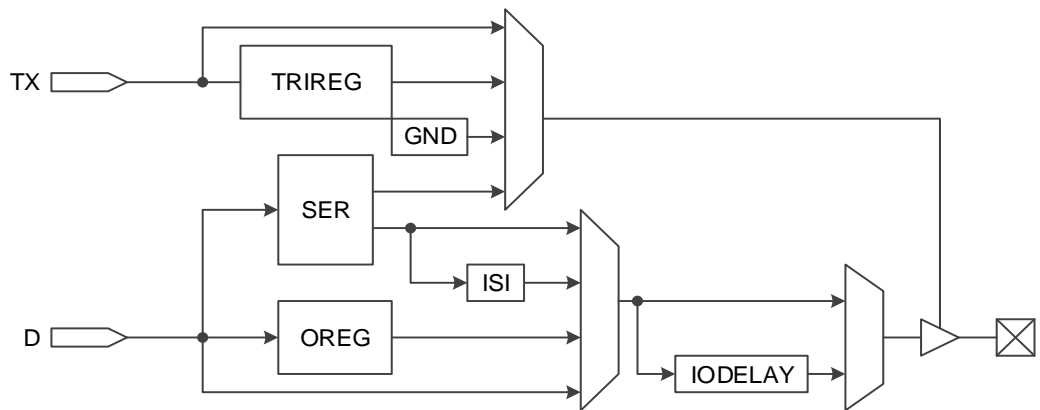 TX
TRIREG
GND
SER
ISI
D
OREG
IODELAY